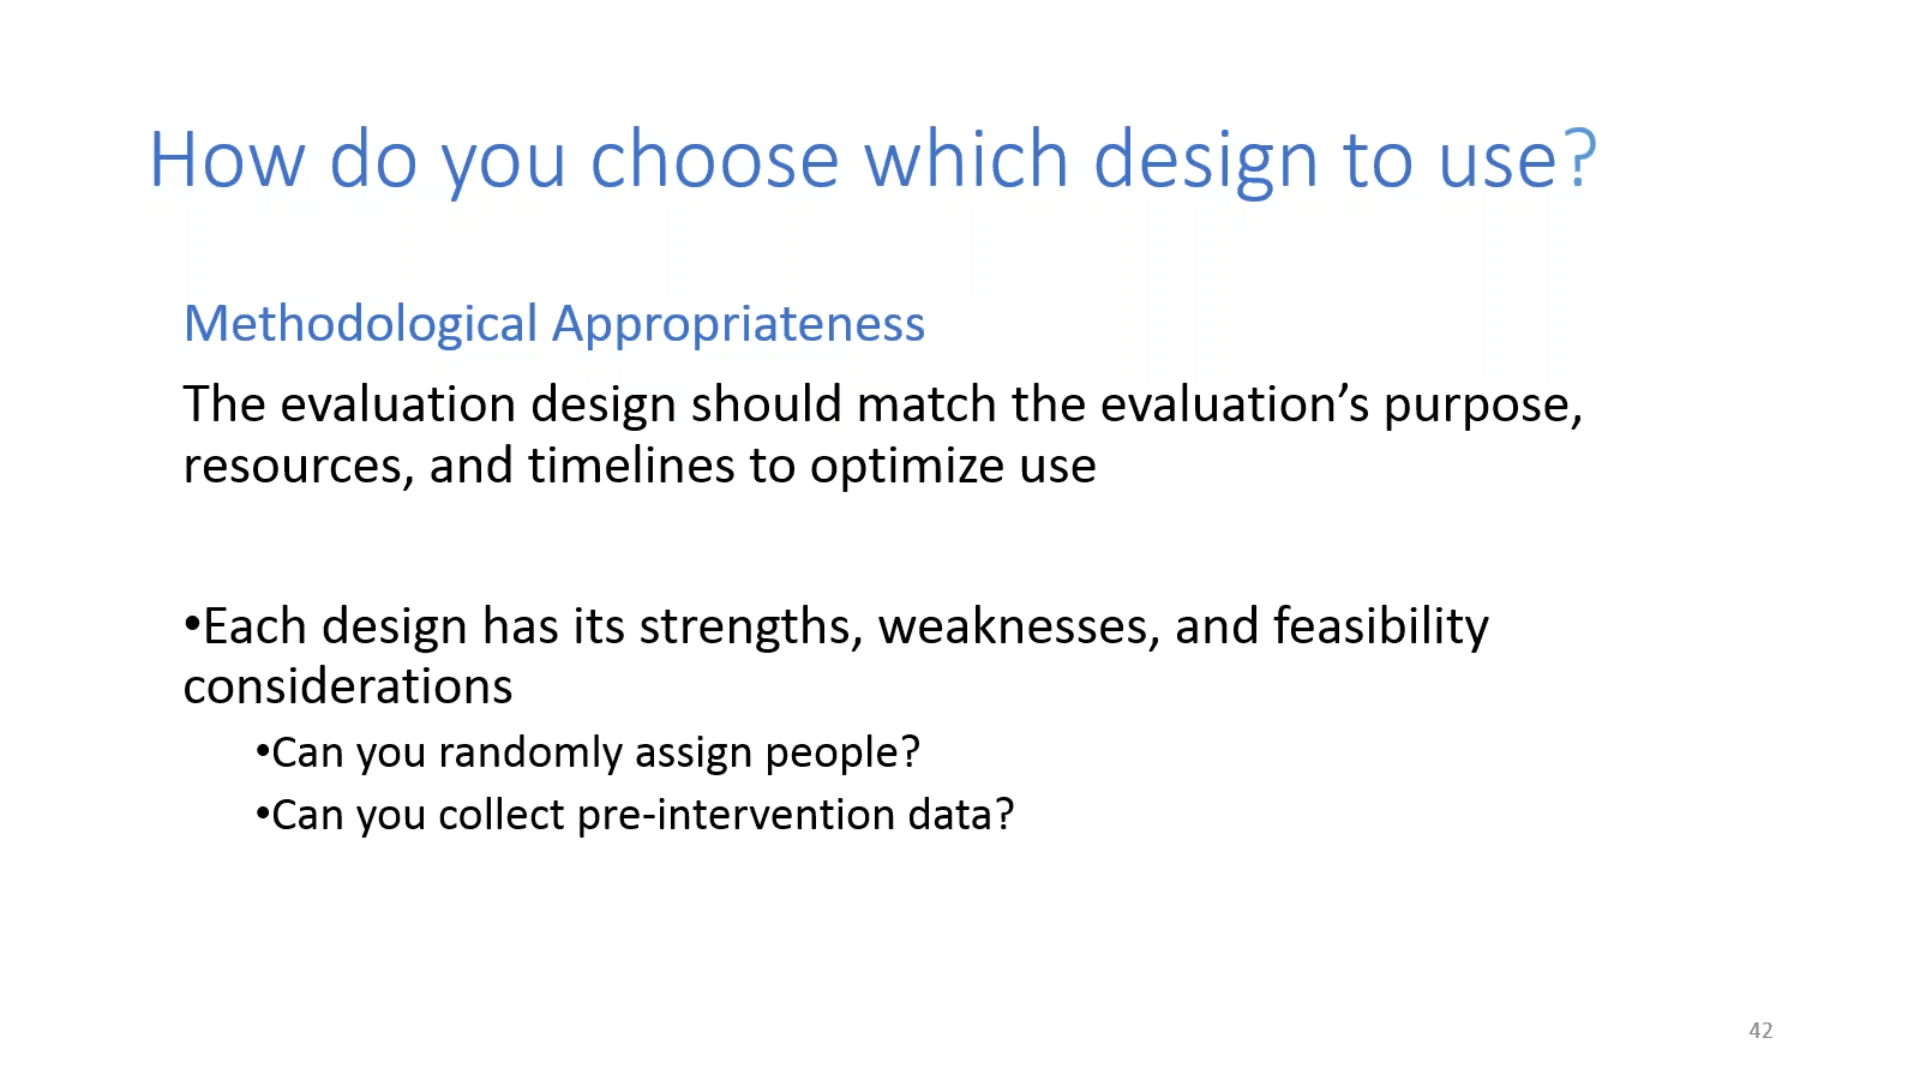 How do you choose which design to use?
Methodological Appropriateness
The evaluation design should match the evaluation’s purpose,
resources, and timelines to optimize use
•Each design has its strengths, weaknesses, and feasibility
considerations
•Can you randomly assign people?
•Can you collect pre-intervention data?
42